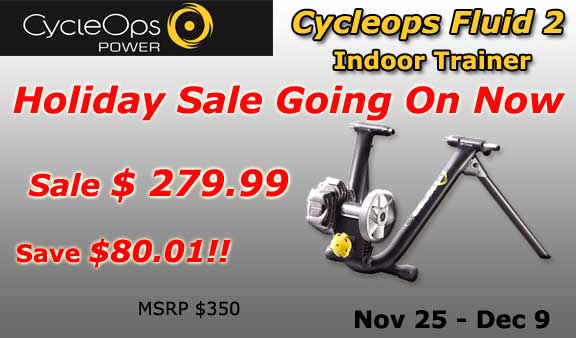 CycleOps
POWER
Cycleops Fluid 2
Indoor Trainer
Holiday Sale Going On Now
Sale $ 279.99
Save $80.01!!
MSRP $350
Nov 25 - Dec 9